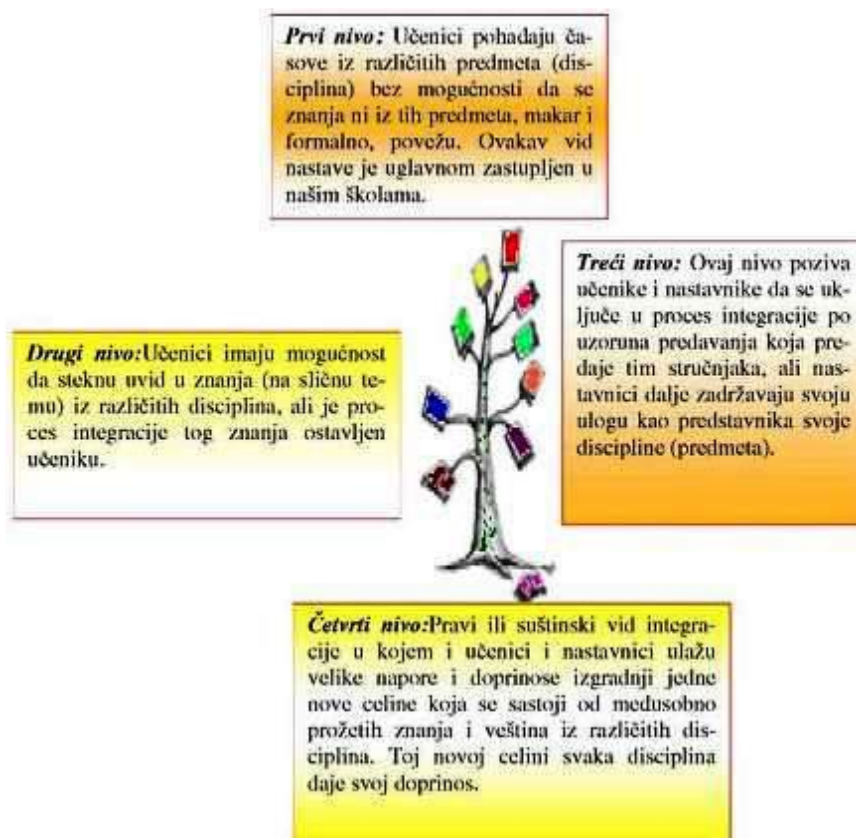 Prvi nivo: Učenici pohađaju ča-
sove iz različitih predmeta (dis-
ciplina) bez mogućnosti da se
znanja ni iz tih predmeta, makar i
formalno, povežu. Ovakav vid
nastave je uglavnom zastupljen u
našim školama.
Drugi nivo:Učenici imaju mogućnost
da steknu uvid u znanja (na sličnu te-
mu) iz različitih disciplina, ali je pro-
ces integracije tog znanja ostavljen
učeniku.
Treći nivo: Ovaj nivo poziva
učenike i nastavnike da se uk-
ljuče u proces integracije po
uzoruna predavanja koja pre-
daje tim stručnjaka, ali nas-
tavnici dalje zadržavaju svoju
ulogu kao predstavnika svoje
discipline (predmeta).
Četvrti nivo:Pravi ili suštinski vid integra-
cije u kojem i učenici i nastavnici ulažu
velike napore i doprinose izgradnji jedne
nove celine koja se sastoji od međusobno
prožetih znanja i veština iz različitih dis-
ciplina. Toj novoj celini svaka disciplina
daje svoj doprinos.